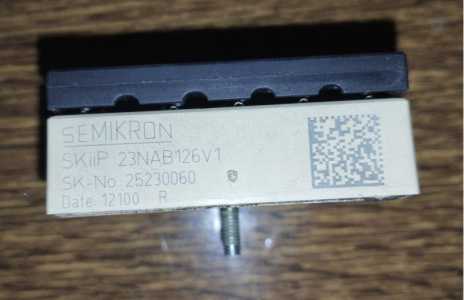 SEMIKRON
SKiiP 23NAB126V1
SK-No. 25230060
Date: 12100 R